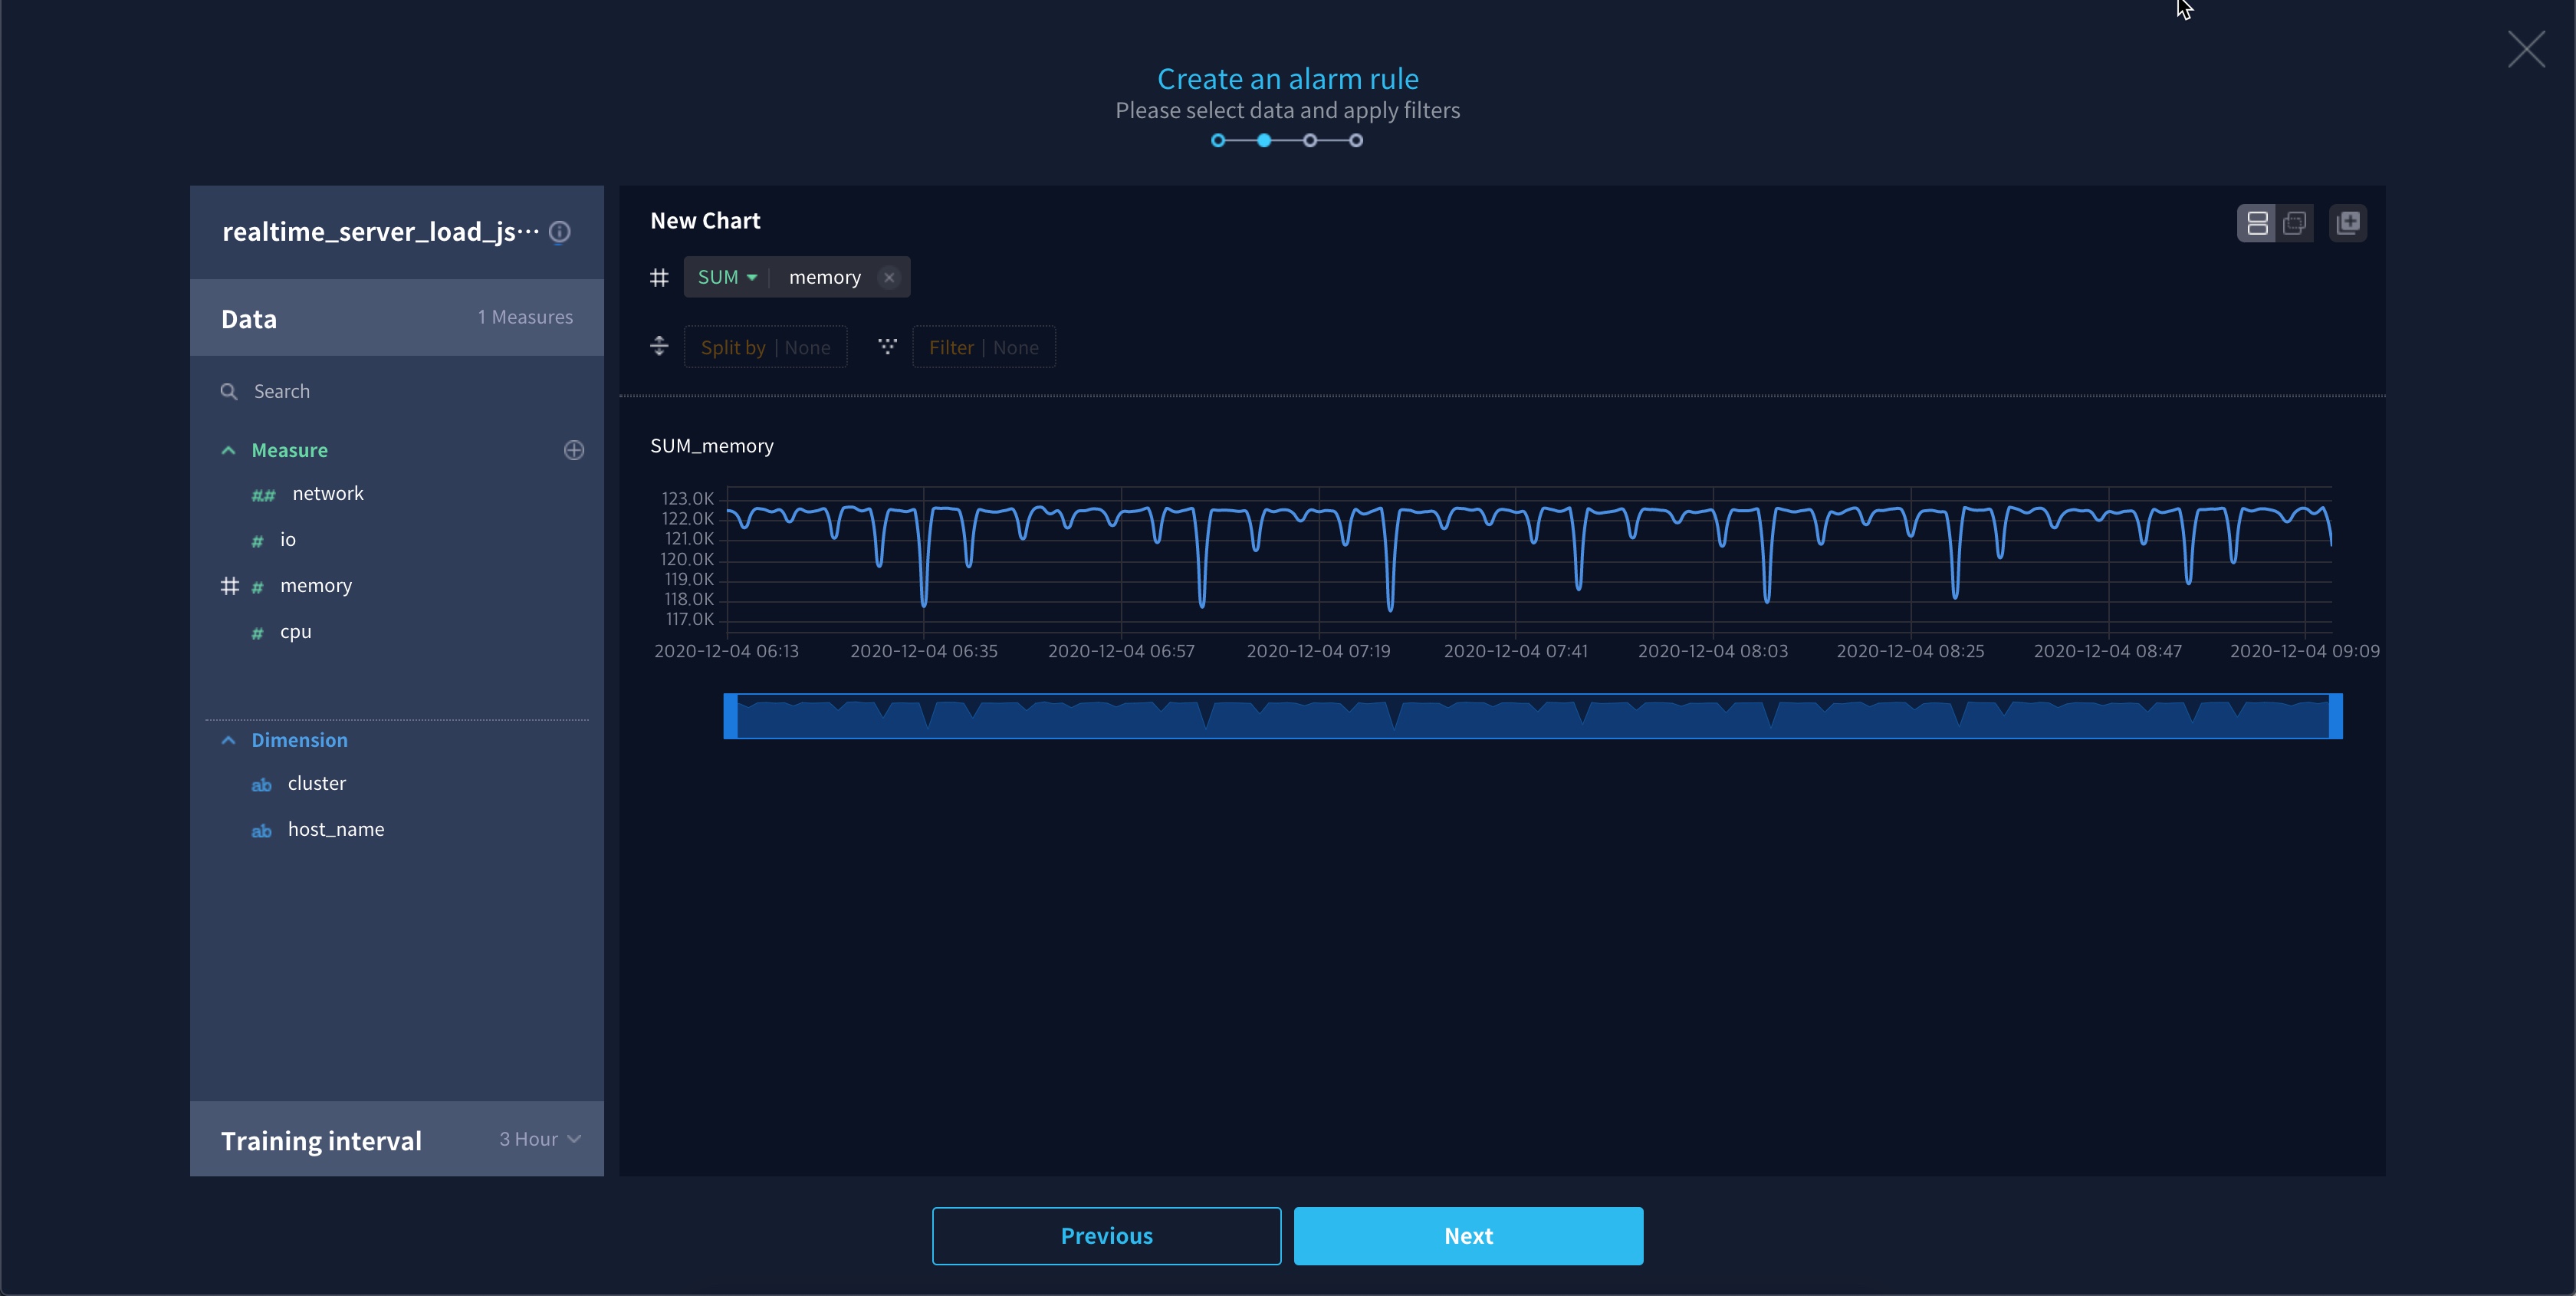 Create an alarm rule
Please select data and apply filters
realtime_server_load_js···
Data 1 Measures
Search
Measure
## network
# io
# memory
# cpu
Dimension
ab cluster
ab host_name
Training interval 3 Hour
New Chart
SUM memory
Split by | None Filter | None
SUM_memory
123.0K
122.0K
121.0K
120.0K
119.0K
118.0K
117.0K
2020-12-04 06:13 2020-12-04 06:35 2020-12-04 06:57 2020-12-04 07:19 2020-12-04 07:41 2020-12-04 08:03 2020-12-04 08:25 2020-12-04 08:47 2020-12-04 09:09
Previous Next